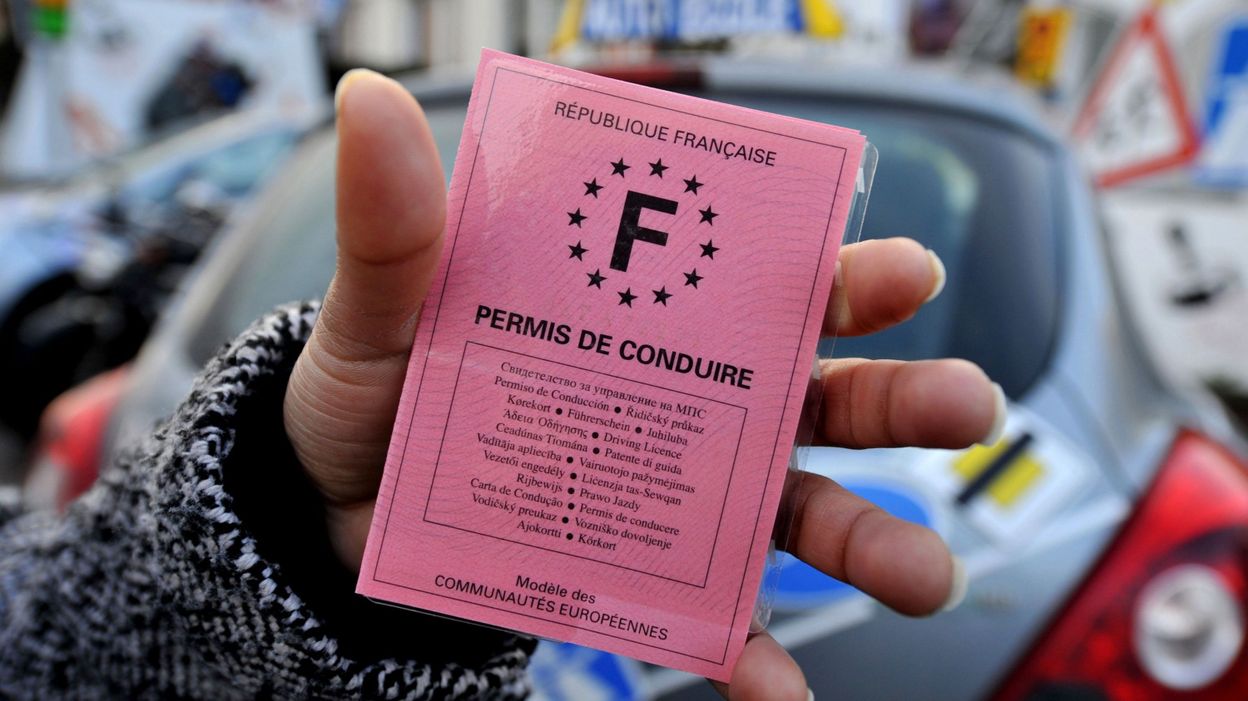 AUTO ÉCOLE
RÉPUBLIQUE FRANÇAISE
F
PERMIS DE CONDUIRE
Свидетелство за управление на МПС
Permiso de Conducción ● Řidičský průkaz
Kørekort ● Führerschein ● Juhiluba
Άδεια Οδήγησης ● Driving Licence
Ceadúnas Tiomána ● Patente di guida
Vadītāja apliecība ● Vairuotojo pažymėjimas
Vezetői engedély ● Liċenzja tas-Sewqan
Rijbewijs ● Prawo Jazdy
Carta de Condução ● Permis de conducere
Vodičský preukaz ● Vozniško dovoljenje
Ajokortti ● Körkort
Modèle des
COMMUNAUTÉS EUROPÉENNES